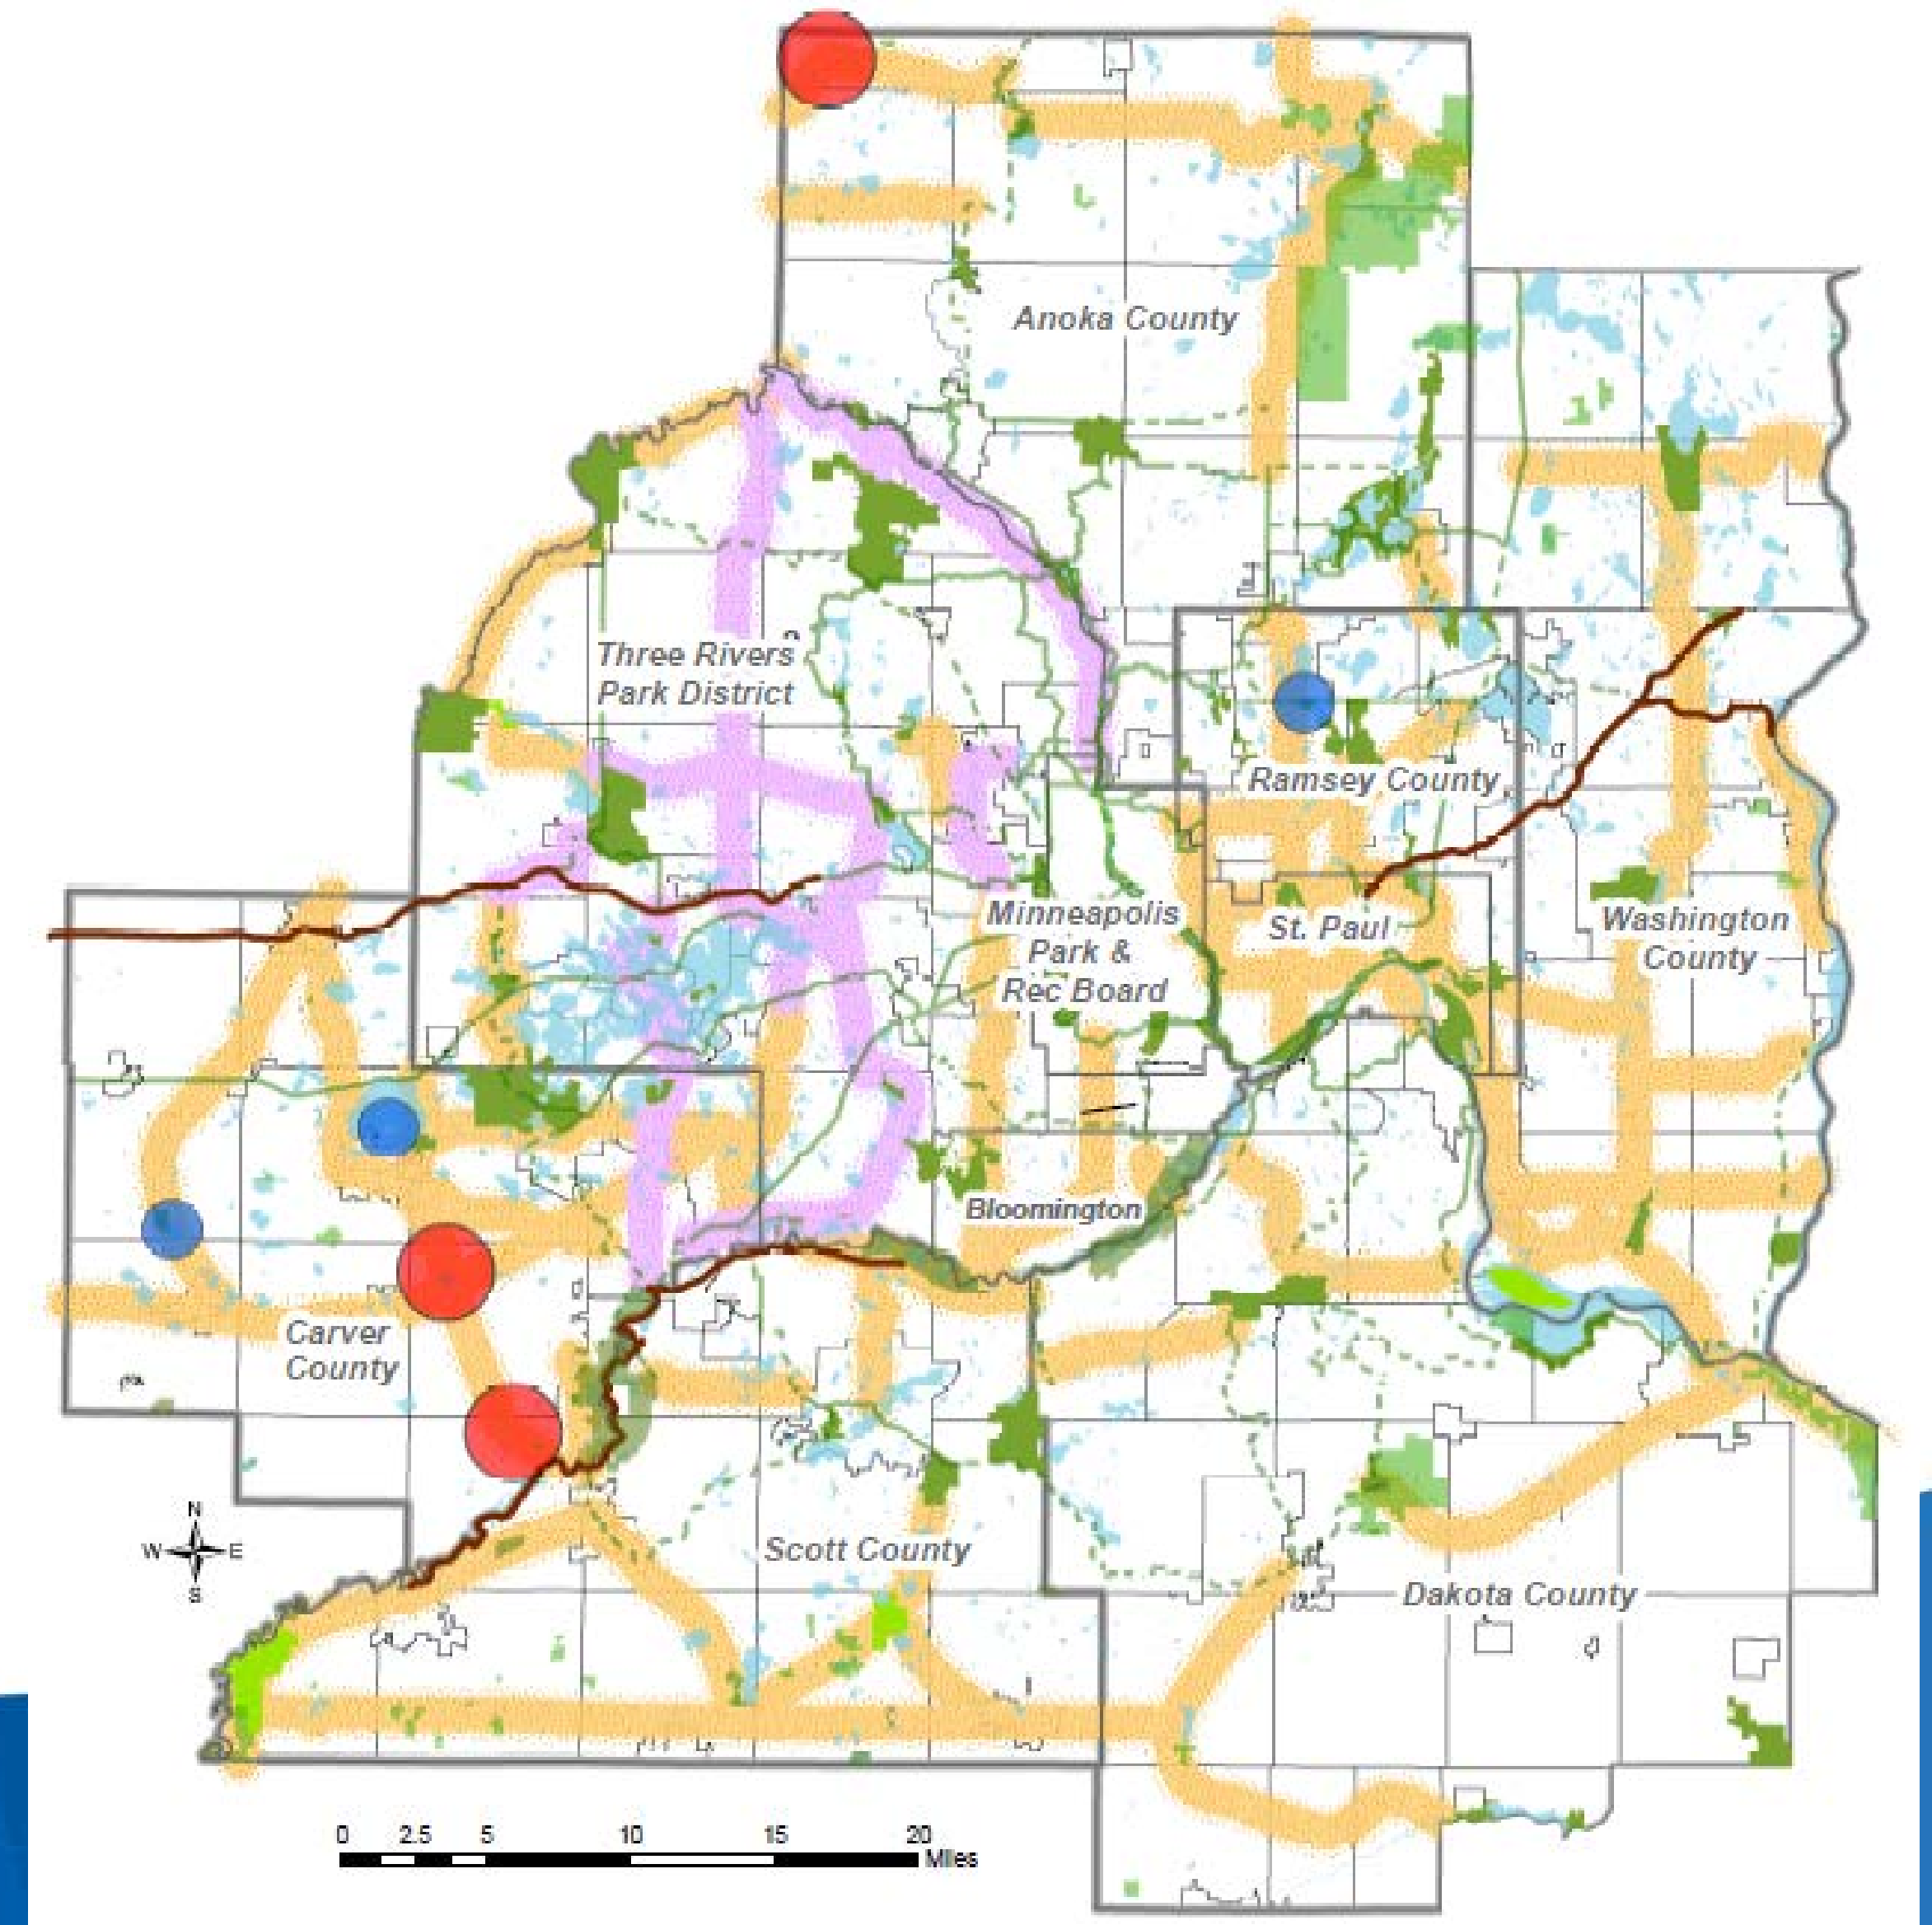 Anoka County
Three Rivers
Park District
Ramsey County
Minneapolis
Park &
Rec Board
St. Paul
Washington
County
Bloomington
Carver
County
N
W E
S
Scott County
Dakota County
0 2.5 5 10 15 20
Miles